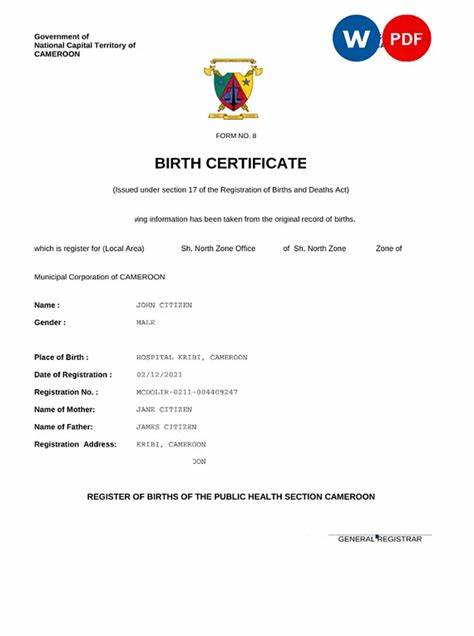 Government of
National Capital Territory of
CAMEROON
W PDF
FORM NO. 8
BIRTH CERTIFICATE
(Issued under section 17 of the Registration of Births and Deaths Act)
information has been taken from the original record of births.
which is register for (Local Area) Sh. North Zone Office of Sh. North Zone Zone of
Municipal Corporation of CAMEROON
Name : JOHN CITIZEN
Gender : MALE
Place of Birth : HOSPITAL KRIBI, CAMEROON
Date of Registration : 02/12/2021
Registration No. : MCDOLIR-0211-004409247
Name of Mother: JANE CITIZEN
Name of Father: JAMES CITIZEN
Registration Address: KRIBI, CAMEROON
OON
REGISTER OF BIRTHS OF THE PUBLIC HEALTH SECTION CAMEROON
GENERAL REGISTRAR